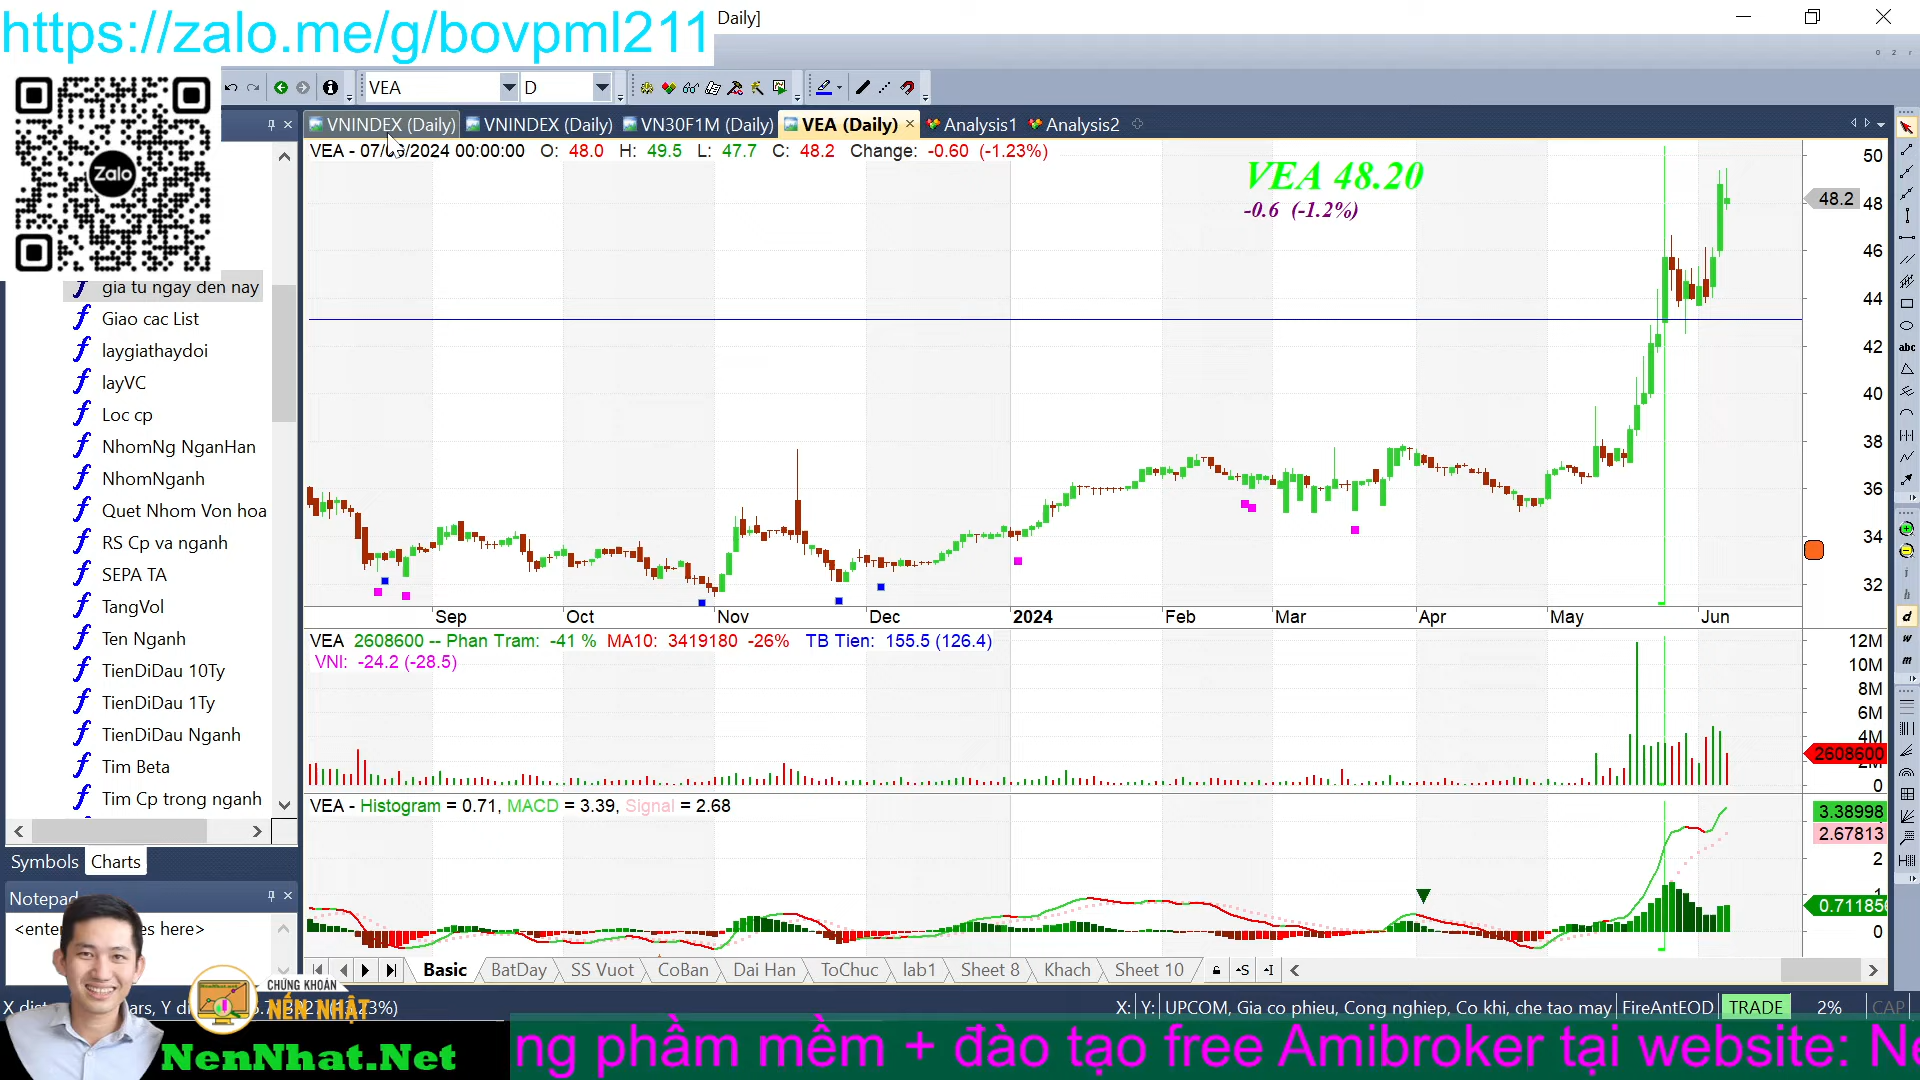 https://zalo.me/g/bovpml211
Daily]
Zalo
VEA
D
VNINDEX (Daily)
VNINDEX (Daily)
VN30F1M (Daily)
VEA (Daily)
Analysis1
Analysis2
O: 48.0 H: 49.5 L: 47.7 C: 48.2 Change: -0.60 (-1.23%)
VEA 48.20
-0.6 (-1.2%)
50
48.2
48
46
44
42
40
38
36
34
32
Sep Oct Nov Dec 2024 Feb Mar Apr May Jun
gia tu ngay den nay
Giao cac List
laygiathaydoi
layVC
Loc cp
NhomNg NganHan
NhomNganh
Quet Nhom Von hoa
RS Cp va nganh
SEPA TA
TangVol
Ten Nganh
TienDiDau 10Ty
TienDiDau 1Ty
TienDiDau Nganh
Tim Beta
Tim Cp trong nganh
VEA 2608600 -- Phan Tram: -41 % MA10: 3419180 -26% TB Tien: 155.5 (126.4)
VNI: -24.2 (-28.5)
12M
10M
8M
6M
4M
2608600
0
VEA - Histogram = 0.71, MACD = 3.39, Signal = 2.68
3.38998
2.67813
2
1
0
abc
i
h
d
w
m
Symbols
Charts
Notepad
Basic
BatDay
SS Vuot
CoBan
Dai Han
ToChuc
lab1
Sheet 8
Khach
Sheet 10
X: Y: UPCOM, Gia co phieu, Cong nghiep, Co khi, che tao may
FireAntEOD
TRADE
2%
CAP
CHỨNG KHOÁN
NẾN NHẬT
NenNhat.Net
ng phầm mềm + đào tạo free Amibroker tại website: Ne